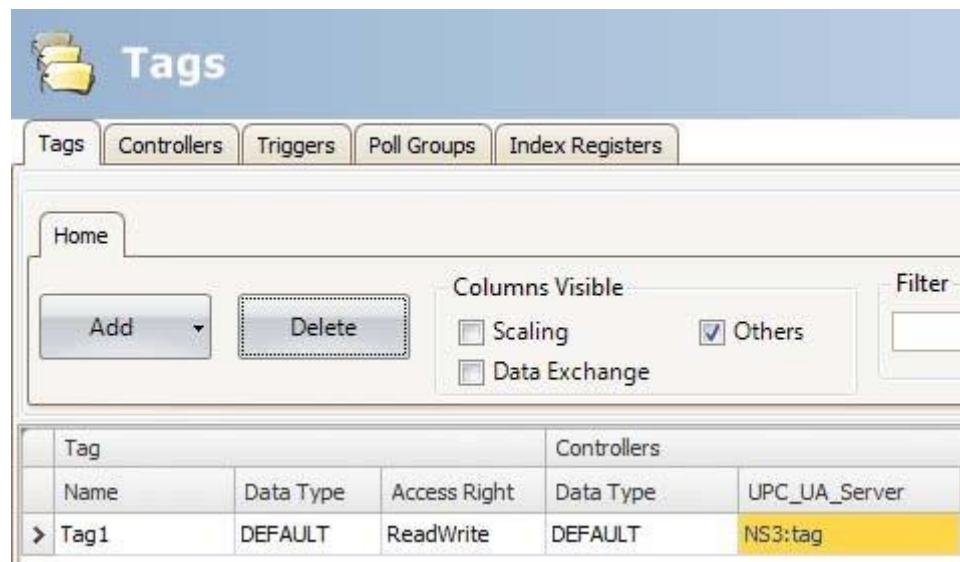 Tags
Tags Controllers Triggers Poll Groups Index Registers
Home
Columns Visible Filter
Add Delete Scaling Others
Data Exchange
Tag Controllers
Name Data Type Access Right Data Type UPC_UA_Server
Tag1 DEFAULT ReadWrite DEFAULT NS3:tag